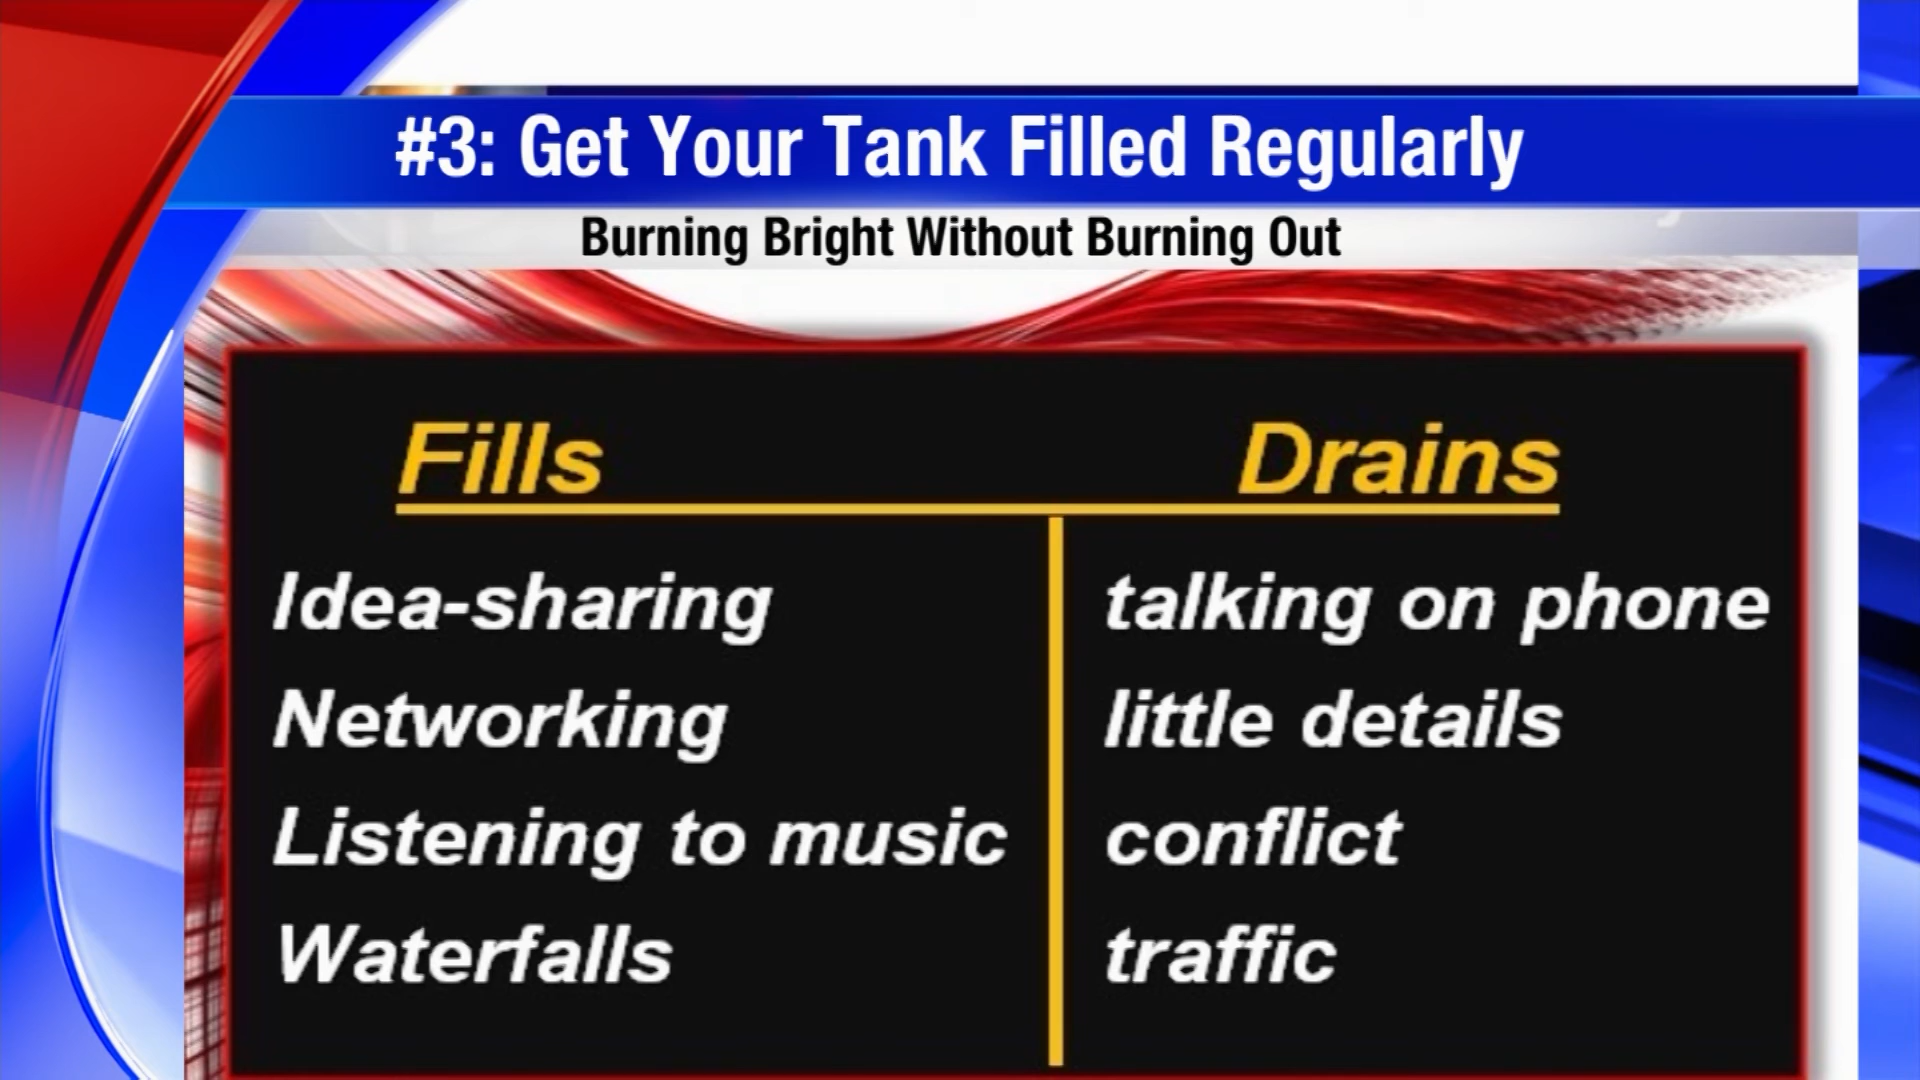 #3: Get Your Tank Filled Regularly
Burning Bright Without Burning Out
Fills
Drains
Idea-sharing
talking on phone
Networking
little details
Listening to music
conflict
Waterfalls
traffic